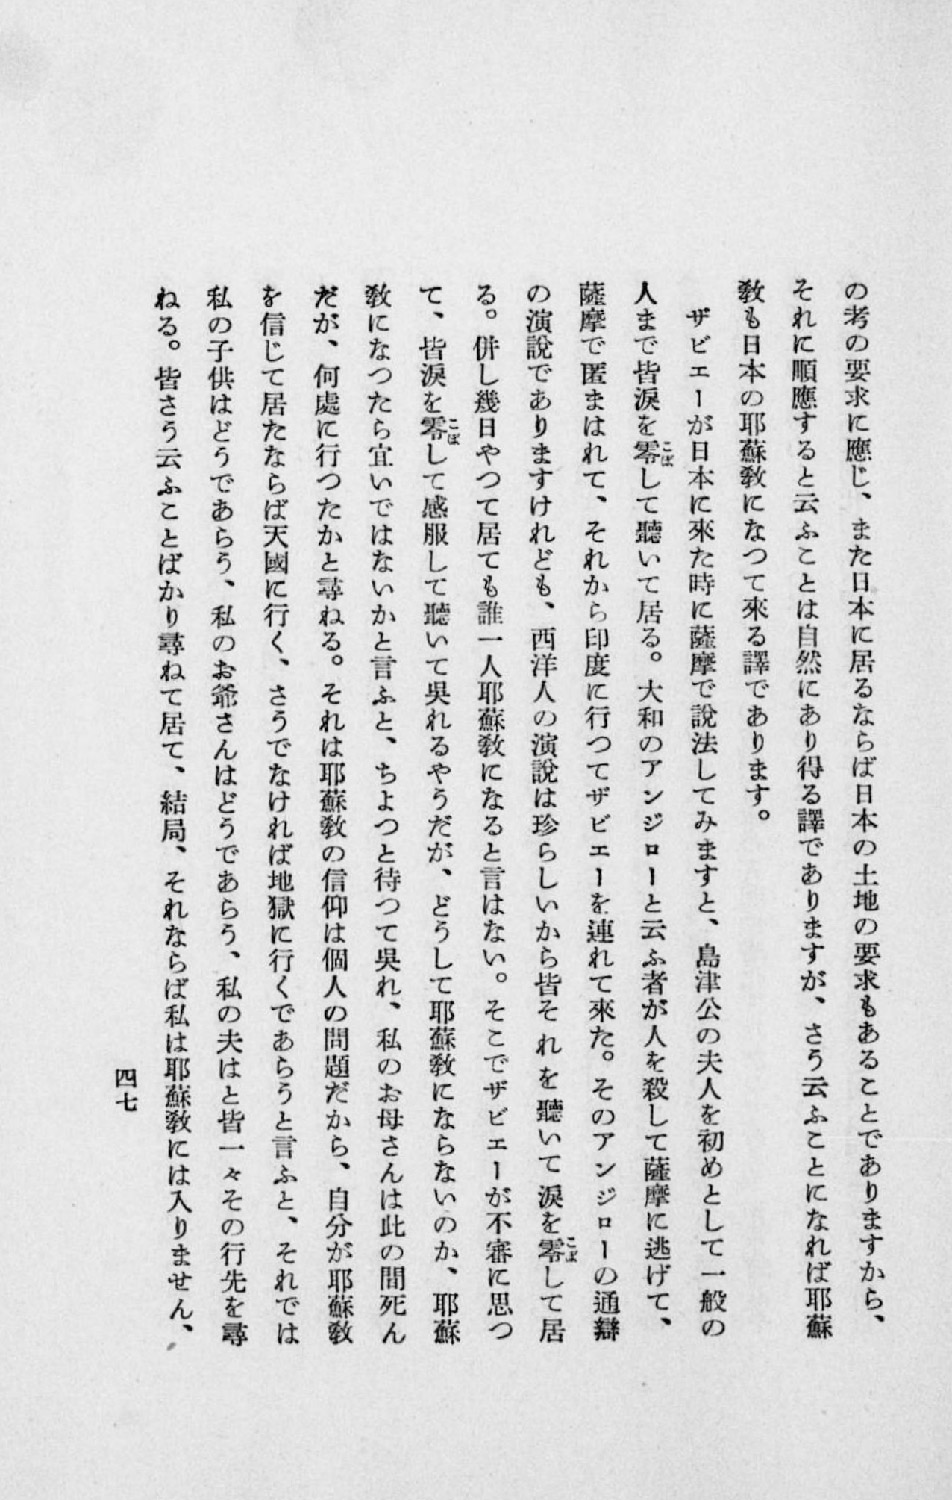 の考の要求に應じ、また日本に居るならば日本の土地の要求もあることでありますから、
それに順應すると云ふことは自然にあり得る譯でありますが、さう云ふことになれば耶蘇
敎も日本の耶蘇敎になつて來る譯であります。
ザビエーが日本に來た時に薩摩で說法してみますと、島津公の夫人を初めとして一般の
人まで皆淚を零して聽いて居る。大和のアンジローと云ふ者が人を殺して薩摩に逃げて、
薩摩で匿まはれて、それから印度に行つてザビエーを連れて來た。そのアンジローの通辯
の演說でありますけれども、西洋人の演說は珍らしいから皆それを聽いて淚を零して居
る。併し幾日やつて居ても誰一人耶蘇敎になると言はない。そこでザビエーが不審に思つ
て、皆淚を零して感服して聽いて吳れるやうだが、どうして耶蘇敎にならないのか、耶蘇
敎になつたら宜いではないかと言ふと、ちよつと待つて吳れ、私のお母さんは此の間死ん
だが、何處に行つたかと尋ねる。それは耶蘇敎の信仰は個人の問題だから、自分が耶蘇敎
を信じて居たならば天國に行く、さうでなければ地獄に行くであらうと言ふと、それでは
私の子供はどうであらう、私のお爺さんはどうであらう、私の夫はと皆一々その行先を尋
ねる。皆さう云ふことばかり尋ねて居て、結局、それならば私は耶蘇敎には入りません、
四七